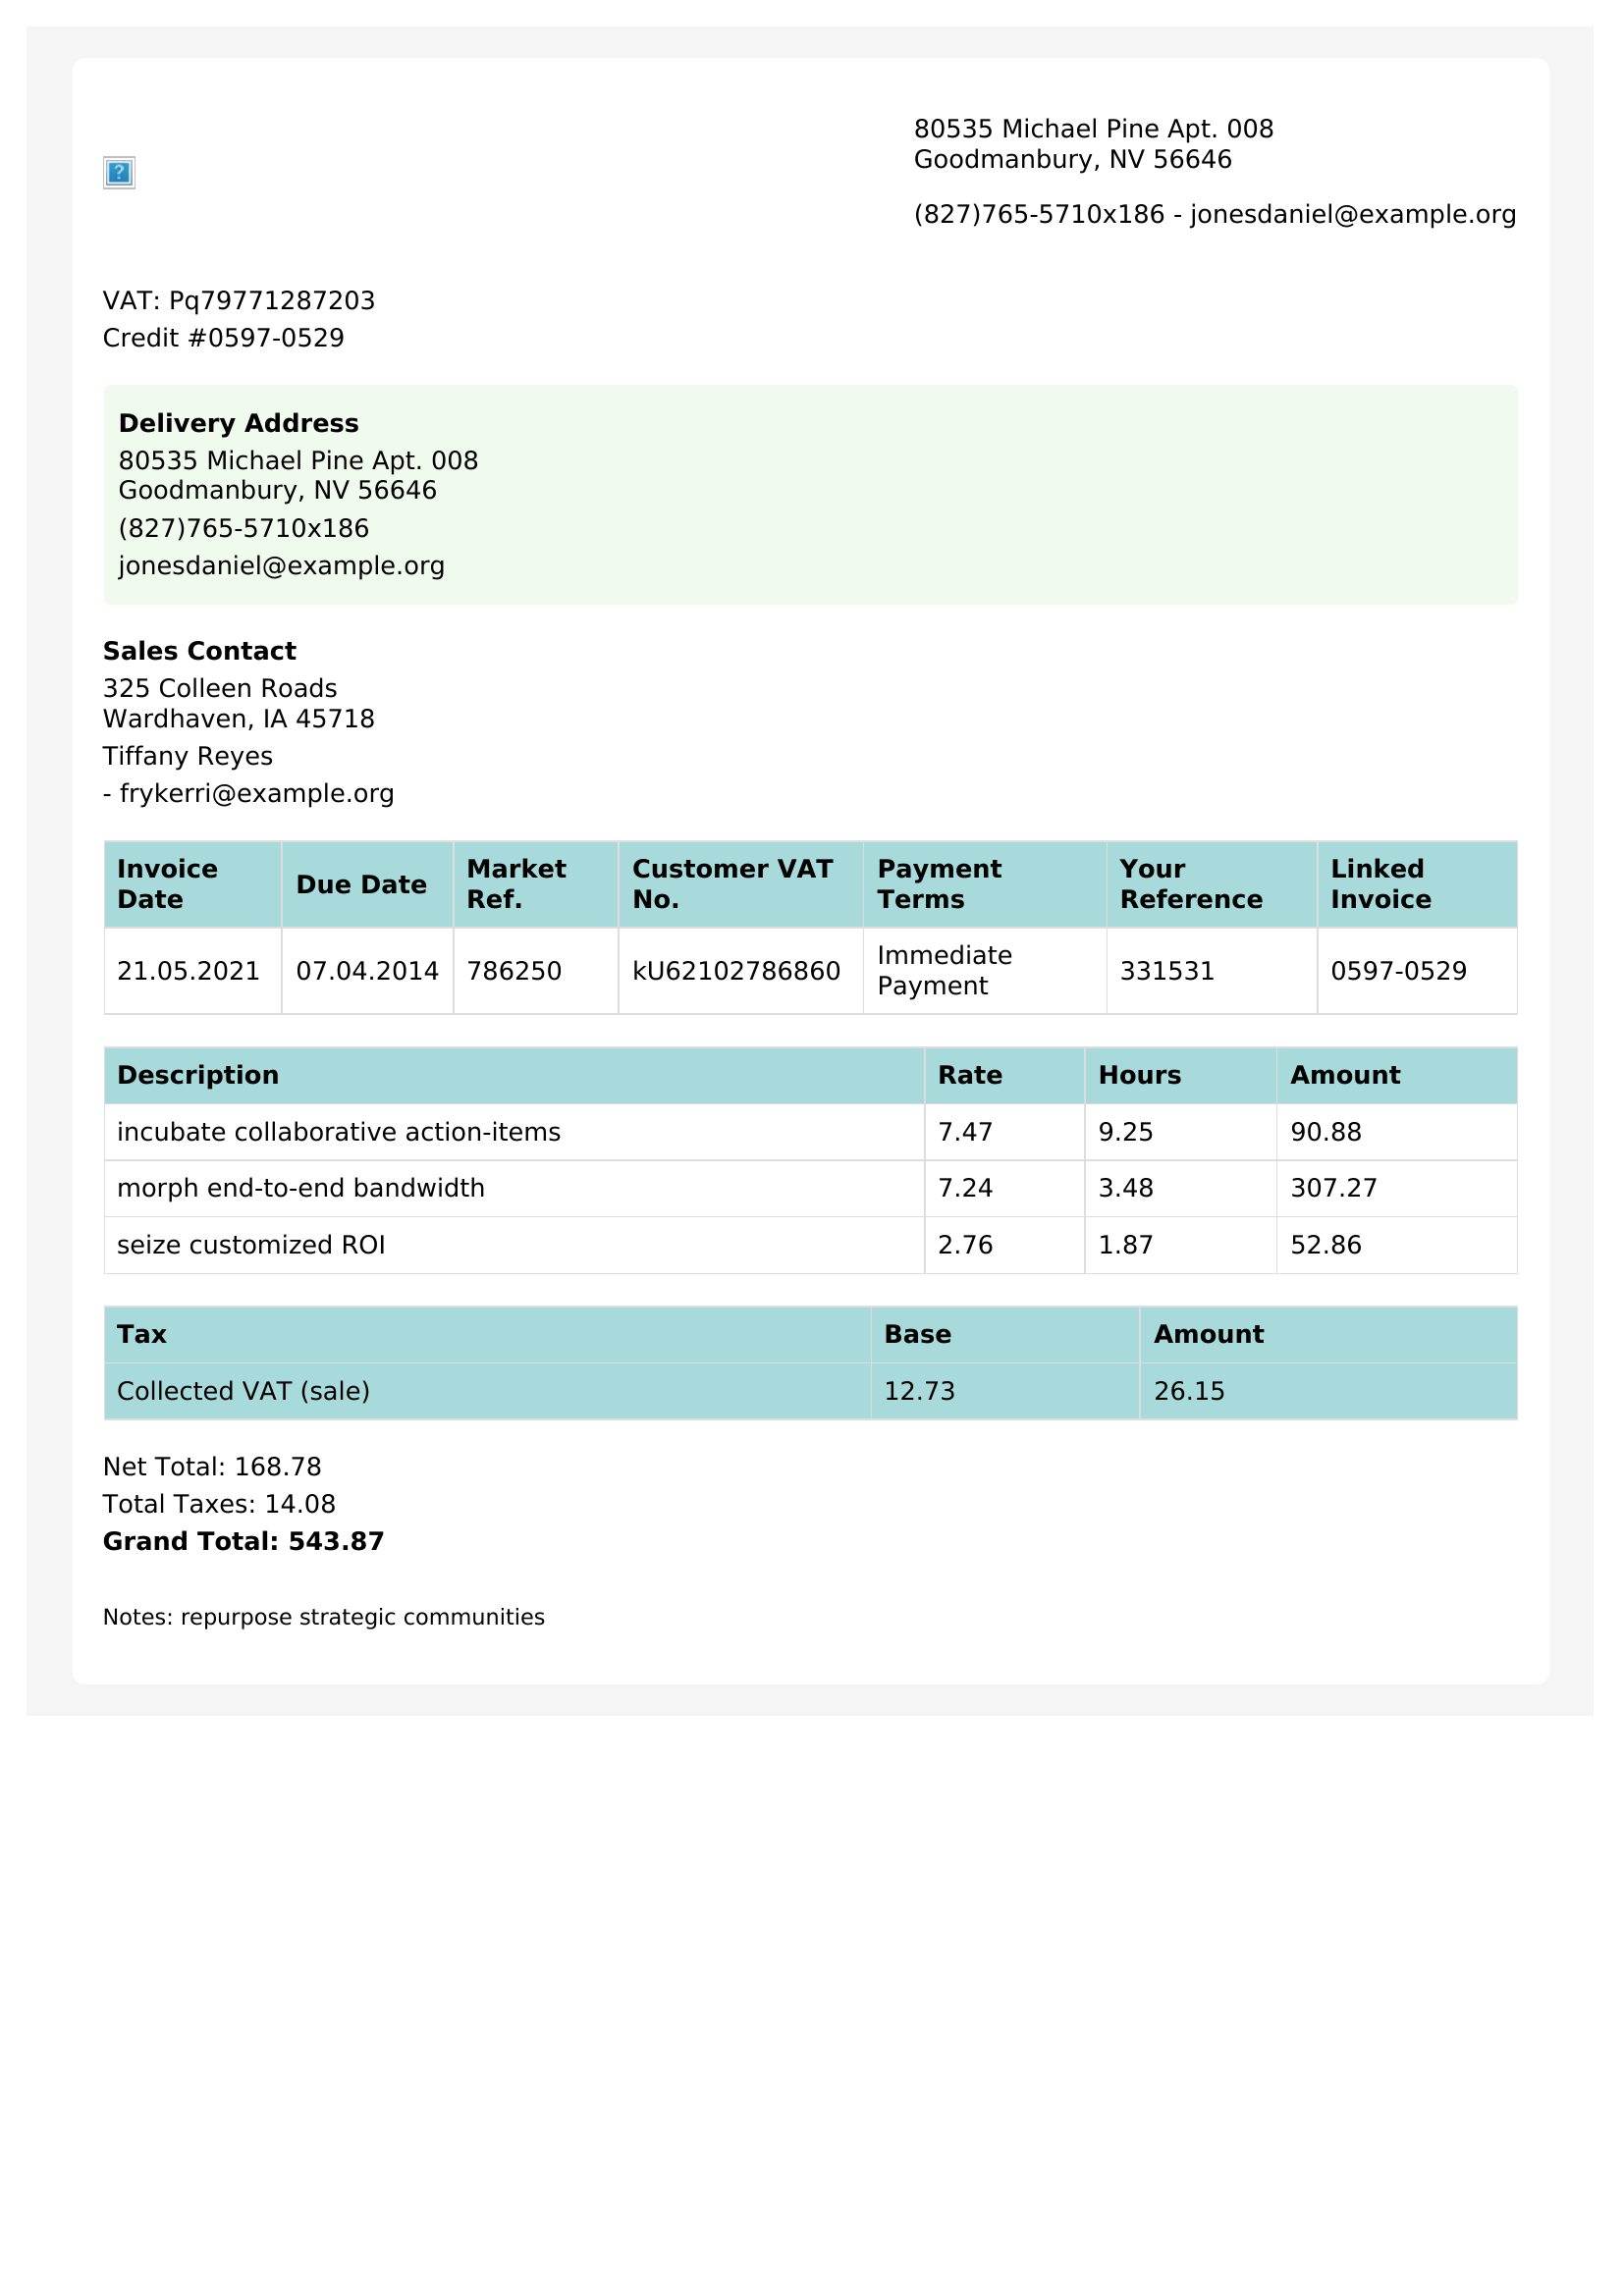 80535 Michael Pine Apt. 008
Goodmanbury, NV 56646
(827)765-5710x186 - jonesdaniel@example.org
VAT: Pq79771287203
Credit #0597-0529
Delivery Address
80535 Michael Pine Apt. 008
Goodmanbury, NV 56646
(827)765-5710x186
jonesdaniel@example.org
Sales Contact
325 Colleen Roads
Wardhaven, IA 45718
Tiffany Reyes
- frykerri@example.org
Invoice Date Due Date Market Ref. Customer VAT No. Payment Terms Your Reference Linked Invoice
21.05.2021 07.04.2014 786250 kU62102786860 Immediate Payment 331531 0597-0529
Description Rate Hours Amount
incubate collaborative action-items 7.47 9.25 90.88
morph end-to-end bandwidth 7.24 3.48 307.27
seize customized ROI 2.76 1.87 52.86
Tax Base Amount
Collected VAT (sale) 12.73 26.15
Net Total: 168.78
Total Taxes: 14.08
Grand Total: 543.87
Notes: repurpose strategic communities